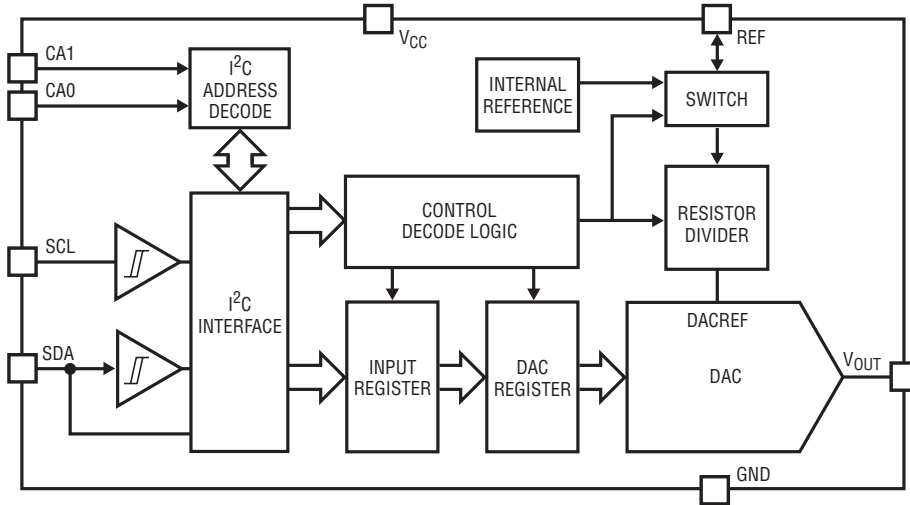 VCC
REF
CA1
CA0
I²C
ADDRESS
DECODE
INTERNAL
REFERENCE
SWITCH
CONTROL
DECODE LOGIC
RESISTOR
DIVIDER
SCL
I²C
INTERFACE
SDA
INPUT
REGISTER
DAC
REGISTER
DACREF
DAC
VOUT
GND